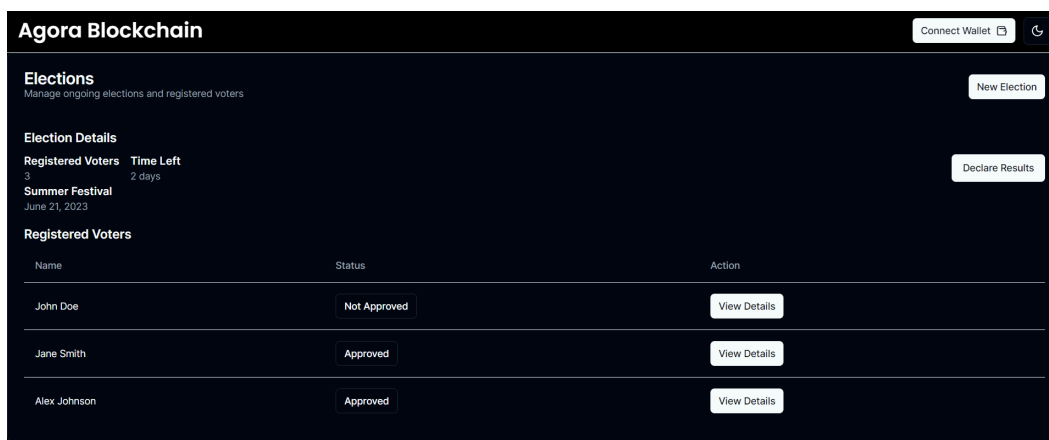 Agora Blockchain
Connect Wallet
Elections
Manage ongoing elections and registered voters
New Election
Election Details
Registered Voters Time Left
3 2 days
Declare Results
Summer Festival
June 21, 2023
Registered Voters
Name Status Action
John Doe Not Approved View Details
Jane Smith Approved View Details
Alex Johnson Approved View Details